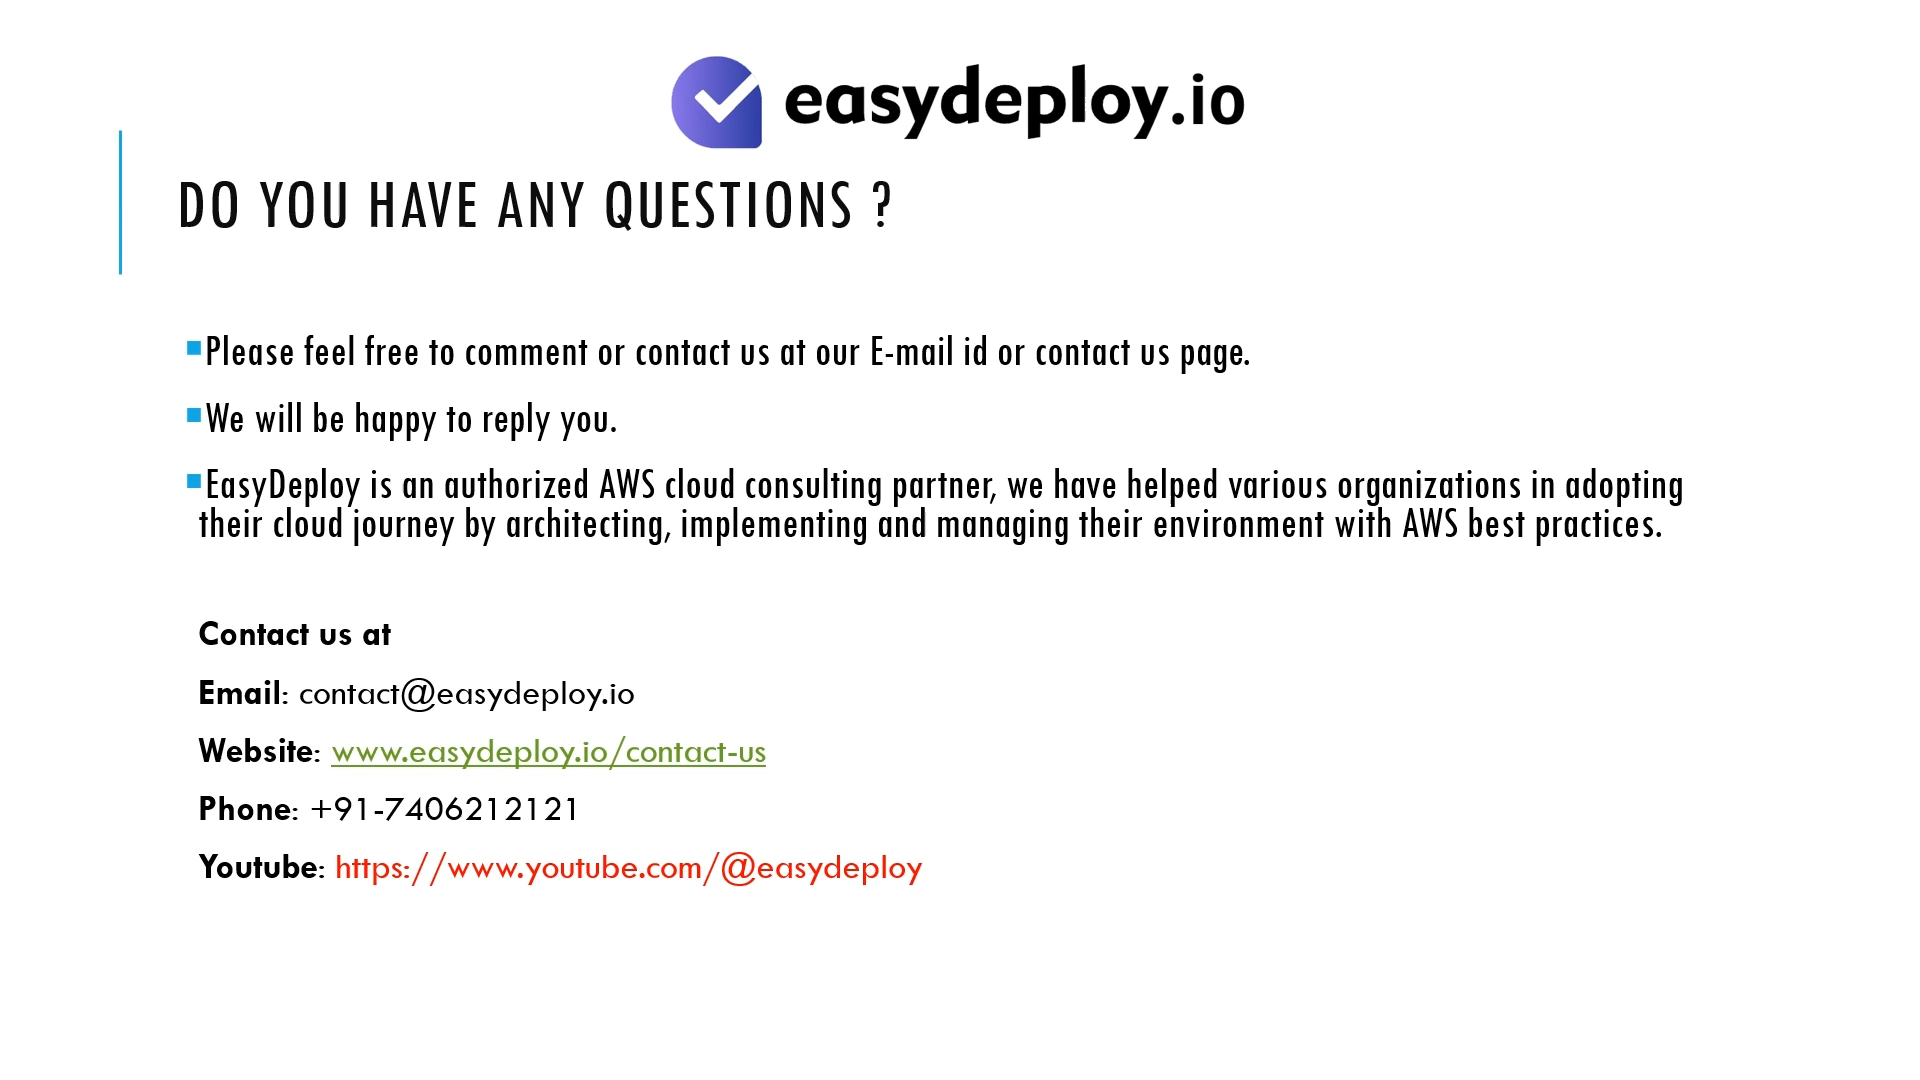 easydeploy.io
DO YOU HAVE ANY QUESTIONS ?
Please feel free to comment or contact us at our E-mail id or contact us page.
We will be happy to reply you.
EasyDeploy is an authorized AWS cloud consulting partner, we have helped various organizations in adopting
their cloud journey by architecting, implementing and managing their environment with AWS best practices.
Contact us at
Email: contact@easydeploy.io
Website: www.easydeploy.io/contact-us
Phone: +91-7406212121
Youtube: https://www.youtube.com/@easydeploy